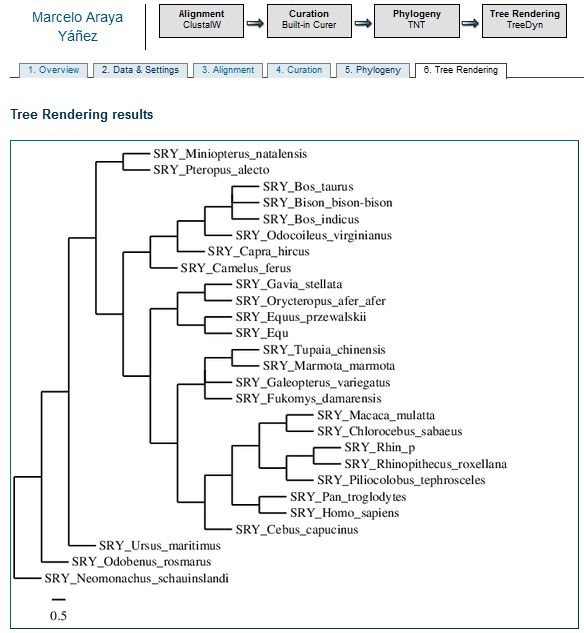 Marcelo Araya
Yáñez
Alignment
ClustalW
Curation
Built-in Curer
Phylogeny
TNT
Tree Rendering
TreeDyn
1. Overview
2. Data & Settings
3. Alignment
4. Curation
5. Phylogeny
6. Tree Rendering
Tree Rendering results
SRY_Miniopterus_natalensis
SRY_Pteropus_alecto
SRY_Bos_taurus
SRY_Bison_bison-bison
SRY_Bos_indicus
SRY_Odocoileus_virginianus
SRY_Capra_hircus
SRY_Camelus_ferus
SRY_Gavia_stellata
SRY_Orycteropus_afer_afer
SRY_Equus_przewalskii
SRY_Equ
SRY_Tupaia_chinensis
SRY_Marmota_marmota
SRY_Galeopterus_variegatus
SRY_Fukomys_damarensis
SRY_Macaca_mulatta
SRY_Chlorocebus_sabaeus
SRY_Rhin_p
SRY_Rhinopithecus_roxellana
SRY_Piliocolobus_tephrosceles
SRY_Pan_troglodytes
SRY_Homo_sapiens
SRY_Cebus_capucinus
SRY_Ursus_maritimus
SRY_Odobenus_rosmarus
SRY_Neomonachus_schauinslandi
0.5